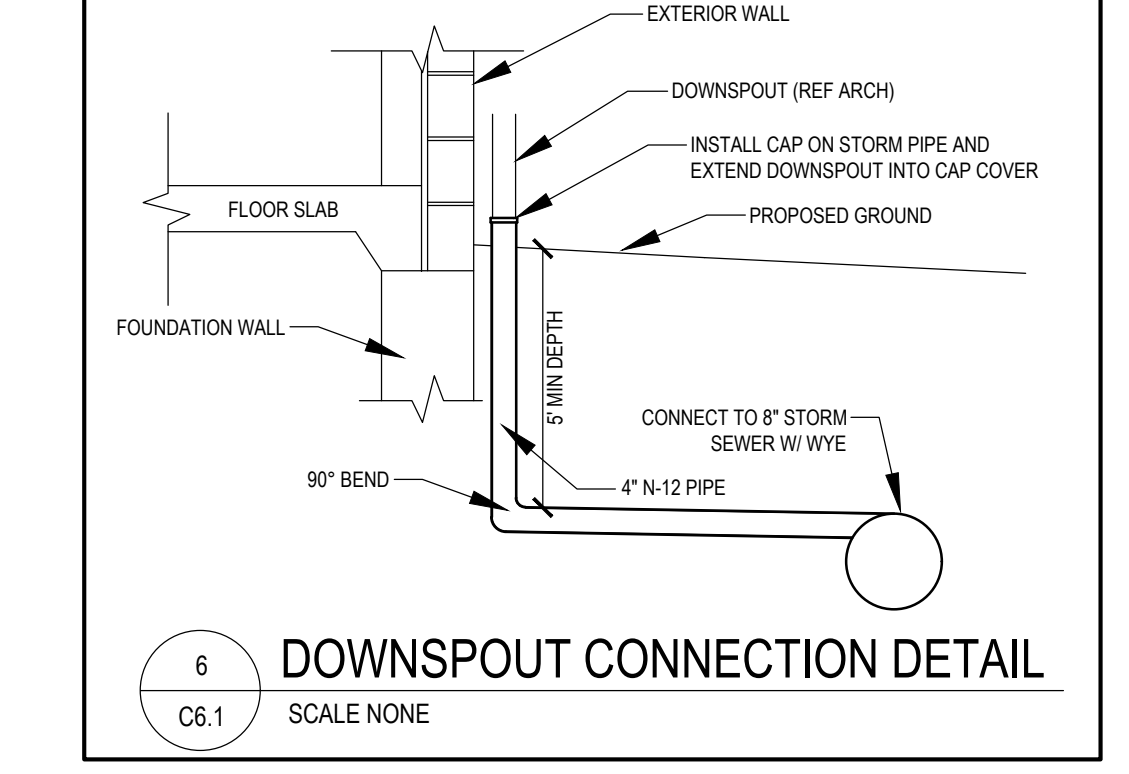 EXTERIOR WALL
DOWNSPOUT (REF ARCH)
INSTALL CAP ON STORM PIPE AND
EXTEND DOWNSPOUT INTO CAP COVER
FLOOR SLAB
PROPOSED GROUND
FOUNDATION WALL
5' MIN DEPTH
CONNECT TO 8" STORM
SEWER W/ WYE
90° BEND
4" N-12 PIPE
6
DOWNSPOUT CONNECTION DETAIL
C6.1
SCALE NONE